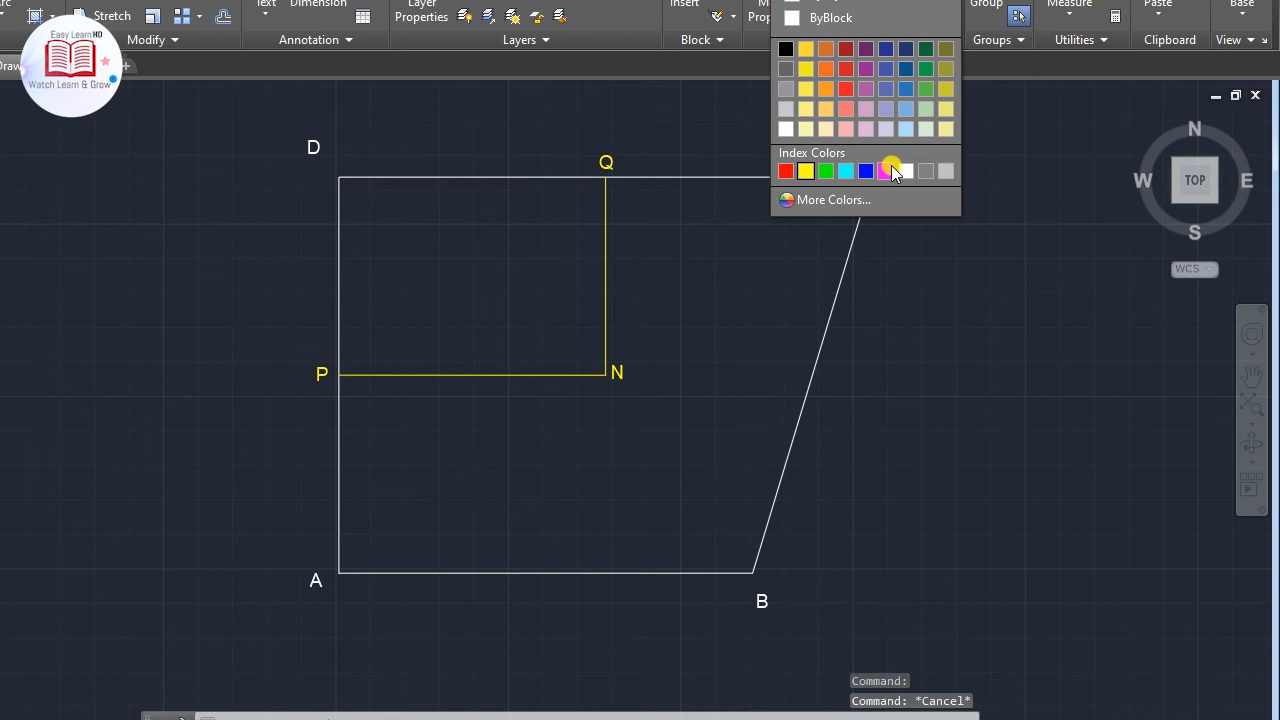 Text
Dimension
Layer
Insert
Group
Measure
Paste
Base
Stretch
Properties
ByBlock
Modify
Annotation
Layers
Block
Groups
Utilities
Clipboard
View
Easy Learn HD
Watch Learn & Grow
Index Colors
More Colors...
N
W
TOP
E
S
WCS
D
Q
P
N
A
B
Command:
Command: *Cancel*